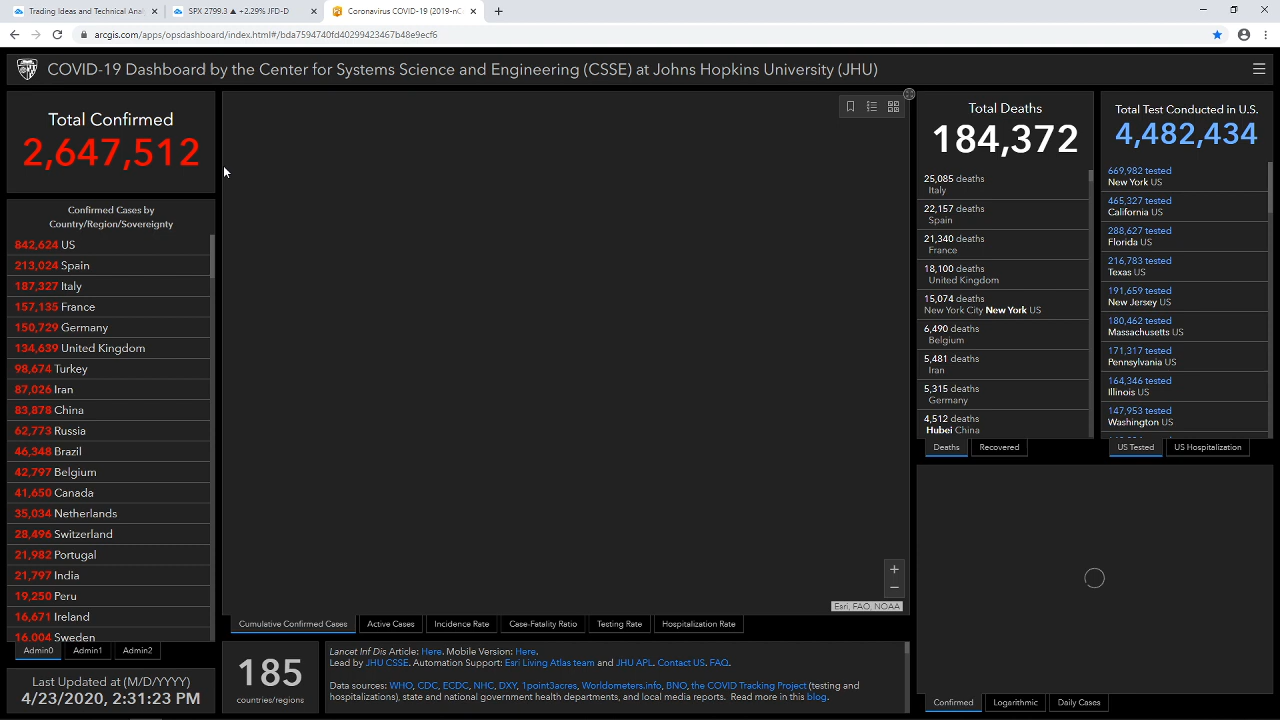 Trading Ideas and Technical Anal
SPX 2799.3 ▲ +2.29% JFD-D
Coronavirus COVID-19 (2019-nC
arcgis.com/apps/opsdashboard/index.html#/bda7594740fd40299423467b48e9ecf6
COVID-19 Dashboard by the Center for Systems Science and Engineering (CSSE) at Johns Hopkins University (JHU)
Total Confirmed
2,647,512
Confirmed Cases by
Country/Region/Sovereignty
842,624 US
213,024 Spain
187,327 Italy
157,135 France
150,729 Germany
134,639 United Kingdom
98,674 Turkey
87,026 Iran
83,878 China
62,773 Russia
46,348 Brazil
42,797 Belgium
41,650 Canada
35,034 Netherlands
28,496 Switzerland
21,982 Portugal
21,797 India
19,250 Peru
16,671 Ireland
16,004 Sweden
Admin0 Admin1 Admin2
Last Updated at (M/D/YYYY)
4/23/2020, 2:31:23 PM
Esri, FAO, NOAA
Cumulative Confirmed Cases Active Cases Incidence Rate Case-Fatality Ratio Testing Rate Hospitalization Rate
185
countries/regions
Lancet Inf Dis Article: Here. Mobile Version: Here.
Lead by JHU CSSE. Automation Support: Esri Living Atlas team and JHU APL. Contact US. FAQ.
Data sources: WHO, CDC, ECDC, NHC, DXY, 1point3acres, Worldometers.info, BNO, the COVID Tracking Project (testing and
hospitalizations), state and national government health departments, and local media reports. Read more in this blog.
Total Deaths
184,372
25,085 deaths
Italy
22,157 deaths
Spain
21,340 deaths
France
18,100 deaths
United Kingdom
15,074 deaths
New York City New York US
6,490 deaths
Belgium
5,481 deaths
Iran
5,315 deaths
Germany
4,512 deaths
Hubei China
Deaths Recovered
Total Test Conducted in U.S.
4,482,434
669,982 tested
New York US
465,327 tested
California US
288,627 tested
Florida US
216,783 tested
Texas US
191,659 tested
New Jersey US
180,462 tested
Massachusetts US
171,317 tested
Pennsylvania US
164,346 tested
Illinois US
147,953 tested
Washington US
US Tested US Hospitalization
Confirmed Logarithmic Daily Cases